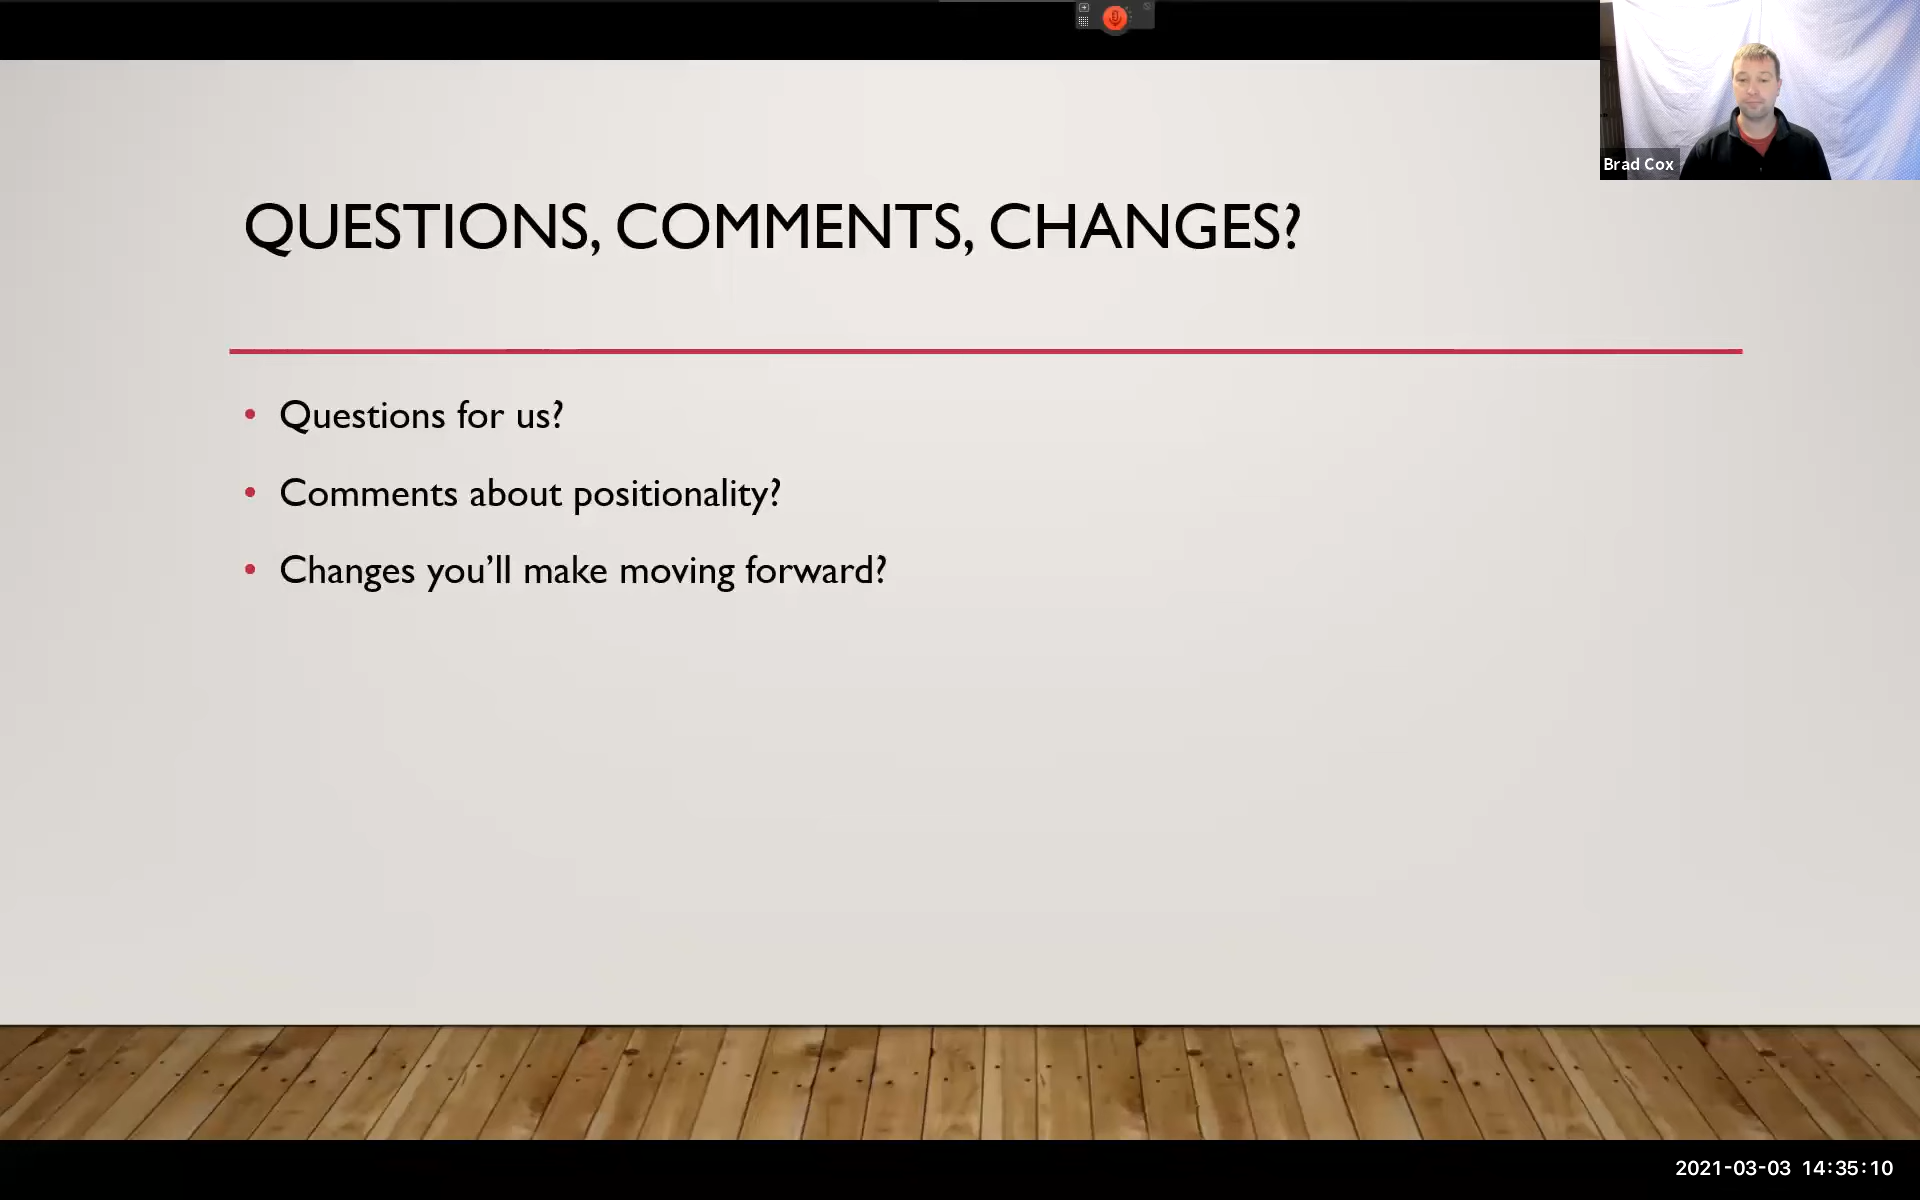 Brad Cox
QUESTIONS, COMMENTS, CHANGES?
• Questions for us?
• Comments about positionality?
• Changes you’ll make moving forward?
2021-03-03 14:35:10